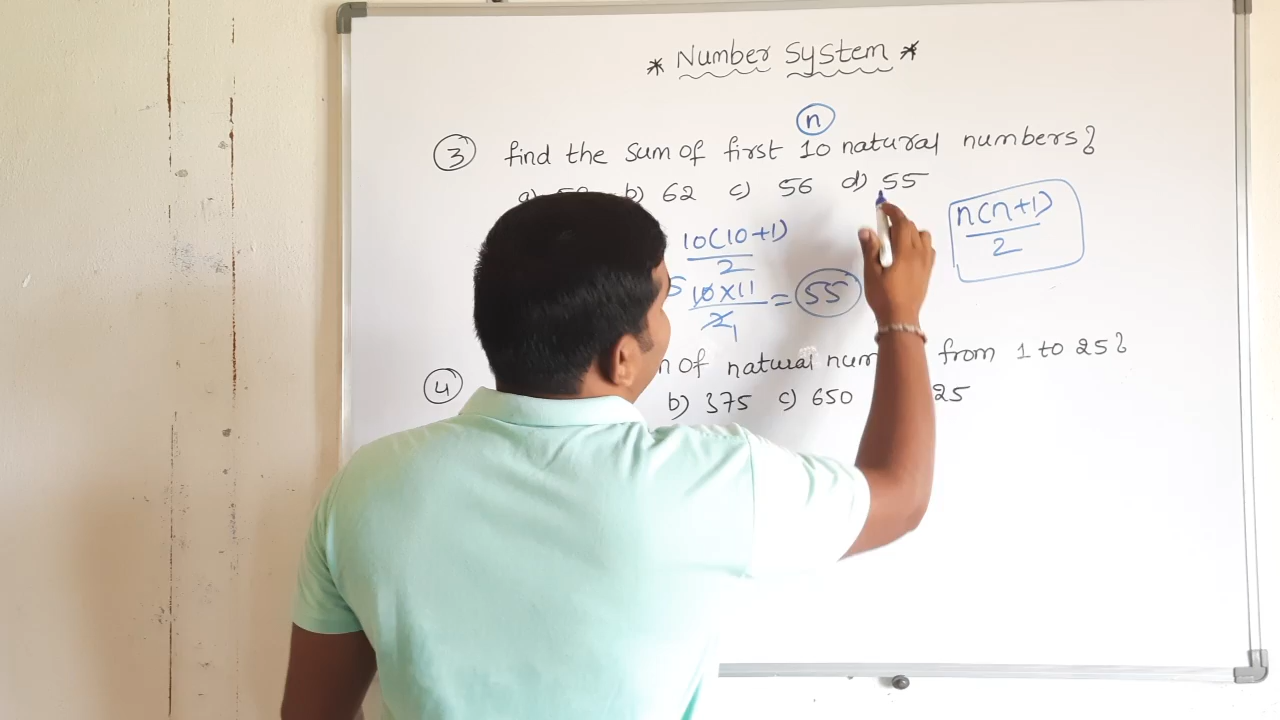 * Number System *
n
③ find the sum of first 10 natural numbers?
a) b) 62 c) 56 d) 55
n(n+1)
2
10(10+1)
2
5
10×11 = 55
2 1
④ of natural from 1 to 25?
b) 375 c) 650 25